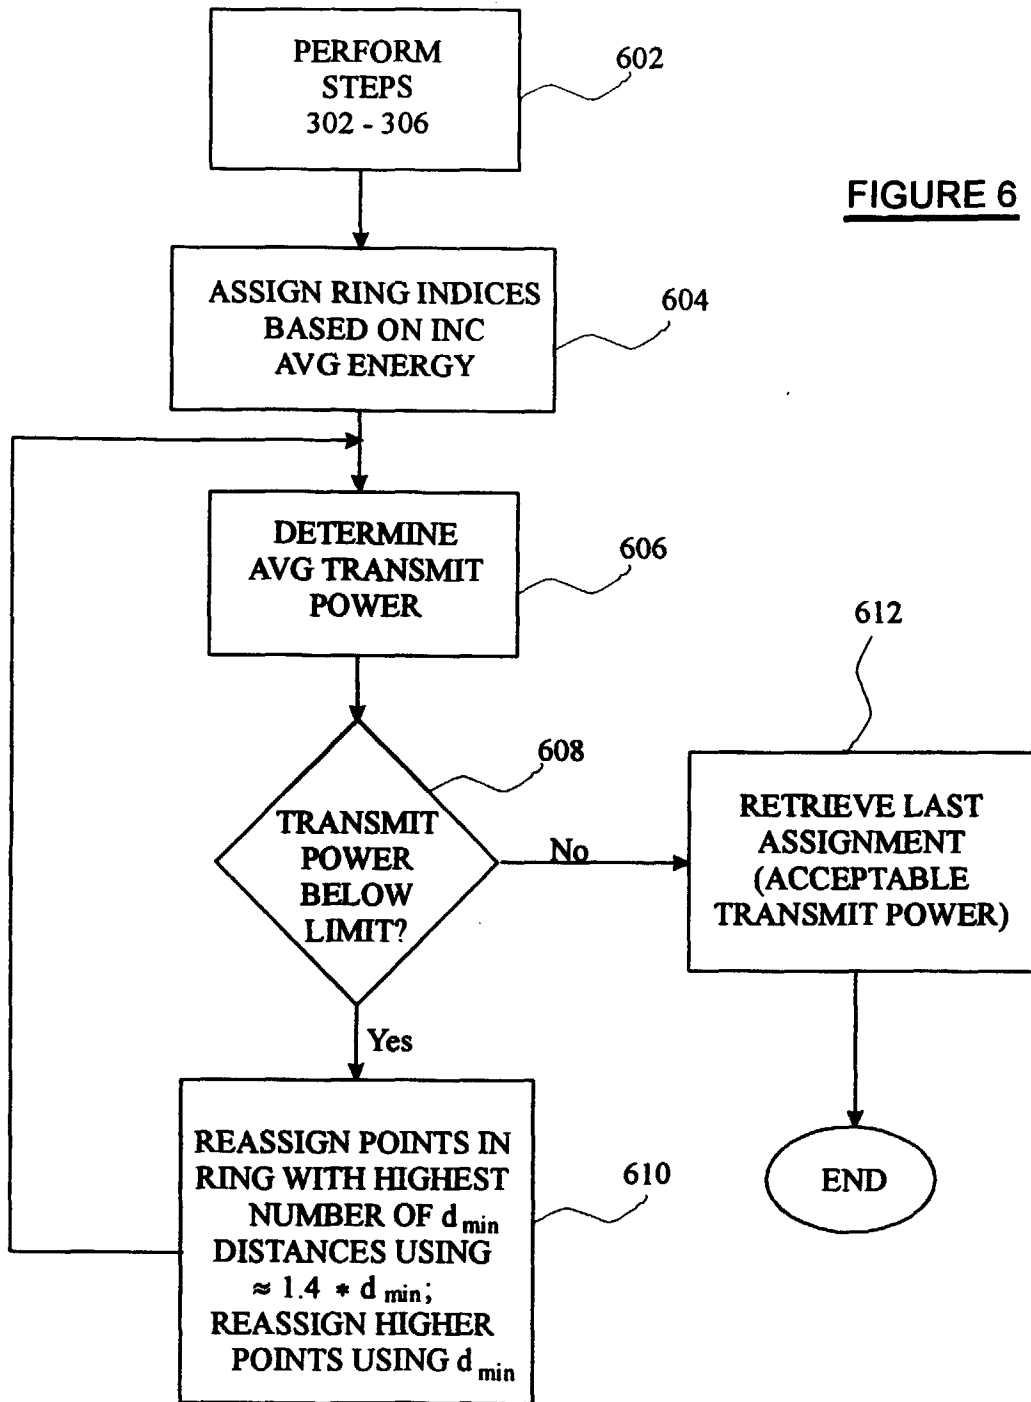 PERFORM
STEPS
302 - 306
602
FIGURE 6
ASSIGN RING INDICES
BASED ON INC
AVG ENERGY
604
DETERMINE
AVG TRANSMIT
POWER
606
612
608
TRANSMIT
POWER
BELOW
LIMIT?
No
RETRIEVE LAST
ASSIGNMENT
(ACCEPTABLE
TRANSMIT POWER)
Yes
REASSIGN POINTS IN
RING WITH HIGHEST
NUMBER OF d min
DISTANCES USING
≈ 1.4 * d min;
REASSIGN HIGHER
POINTS USING d min
610
END